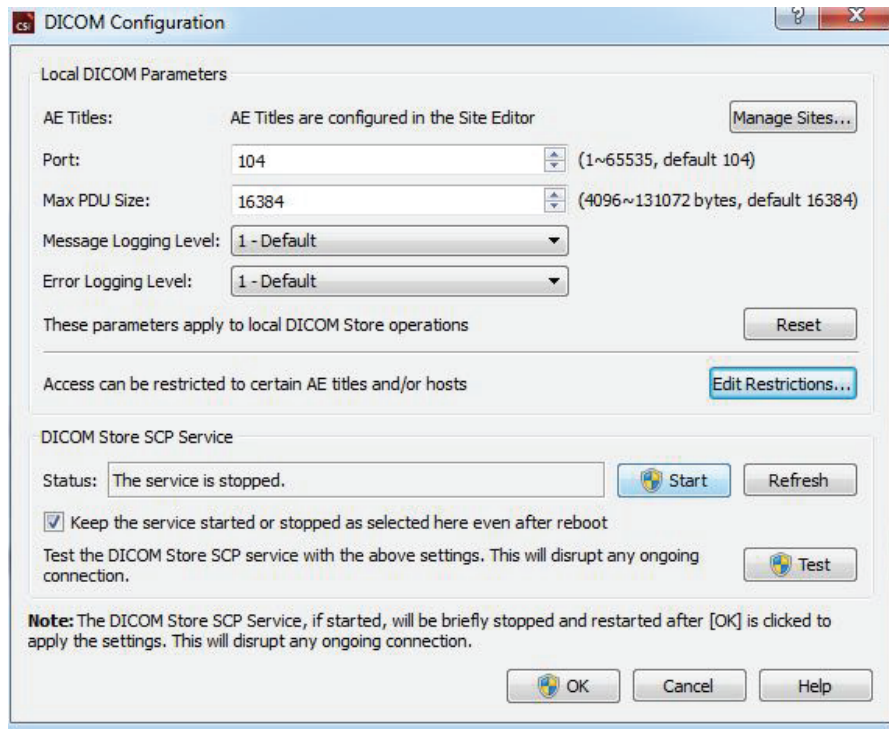 CSi DICOM Configuration
Local DICOM Parameters
AE Titles: AE Titles are configured in the Site Editor Manage Sites...
Port: 104 (1~65535, default 104)
Max PDU Size: 16384 (4096~131072 bytes, default 16384)
Message Logging Level: 1 - Default
Error Logging Level: 1 - Default
These parameters apply to local DICOM Store operations Reset
Access can be restricted to certain AE titles and/or hosts Edit Restrictions...
DICOM Store SCP Service
Status: The service is stopped. Start Refresh
Keep the service started or stopped as selected here even after reboot
Test the DICOM Store SCP service with the above settings. This will disrupt any ongoing
connection. Test
Note: The DICOM Store SCP Service, if started, will be briefly stopped and restarted after [OK] is clicked to
apply the settings. This will disrupt any ongoing connection.
OK Cancel Help